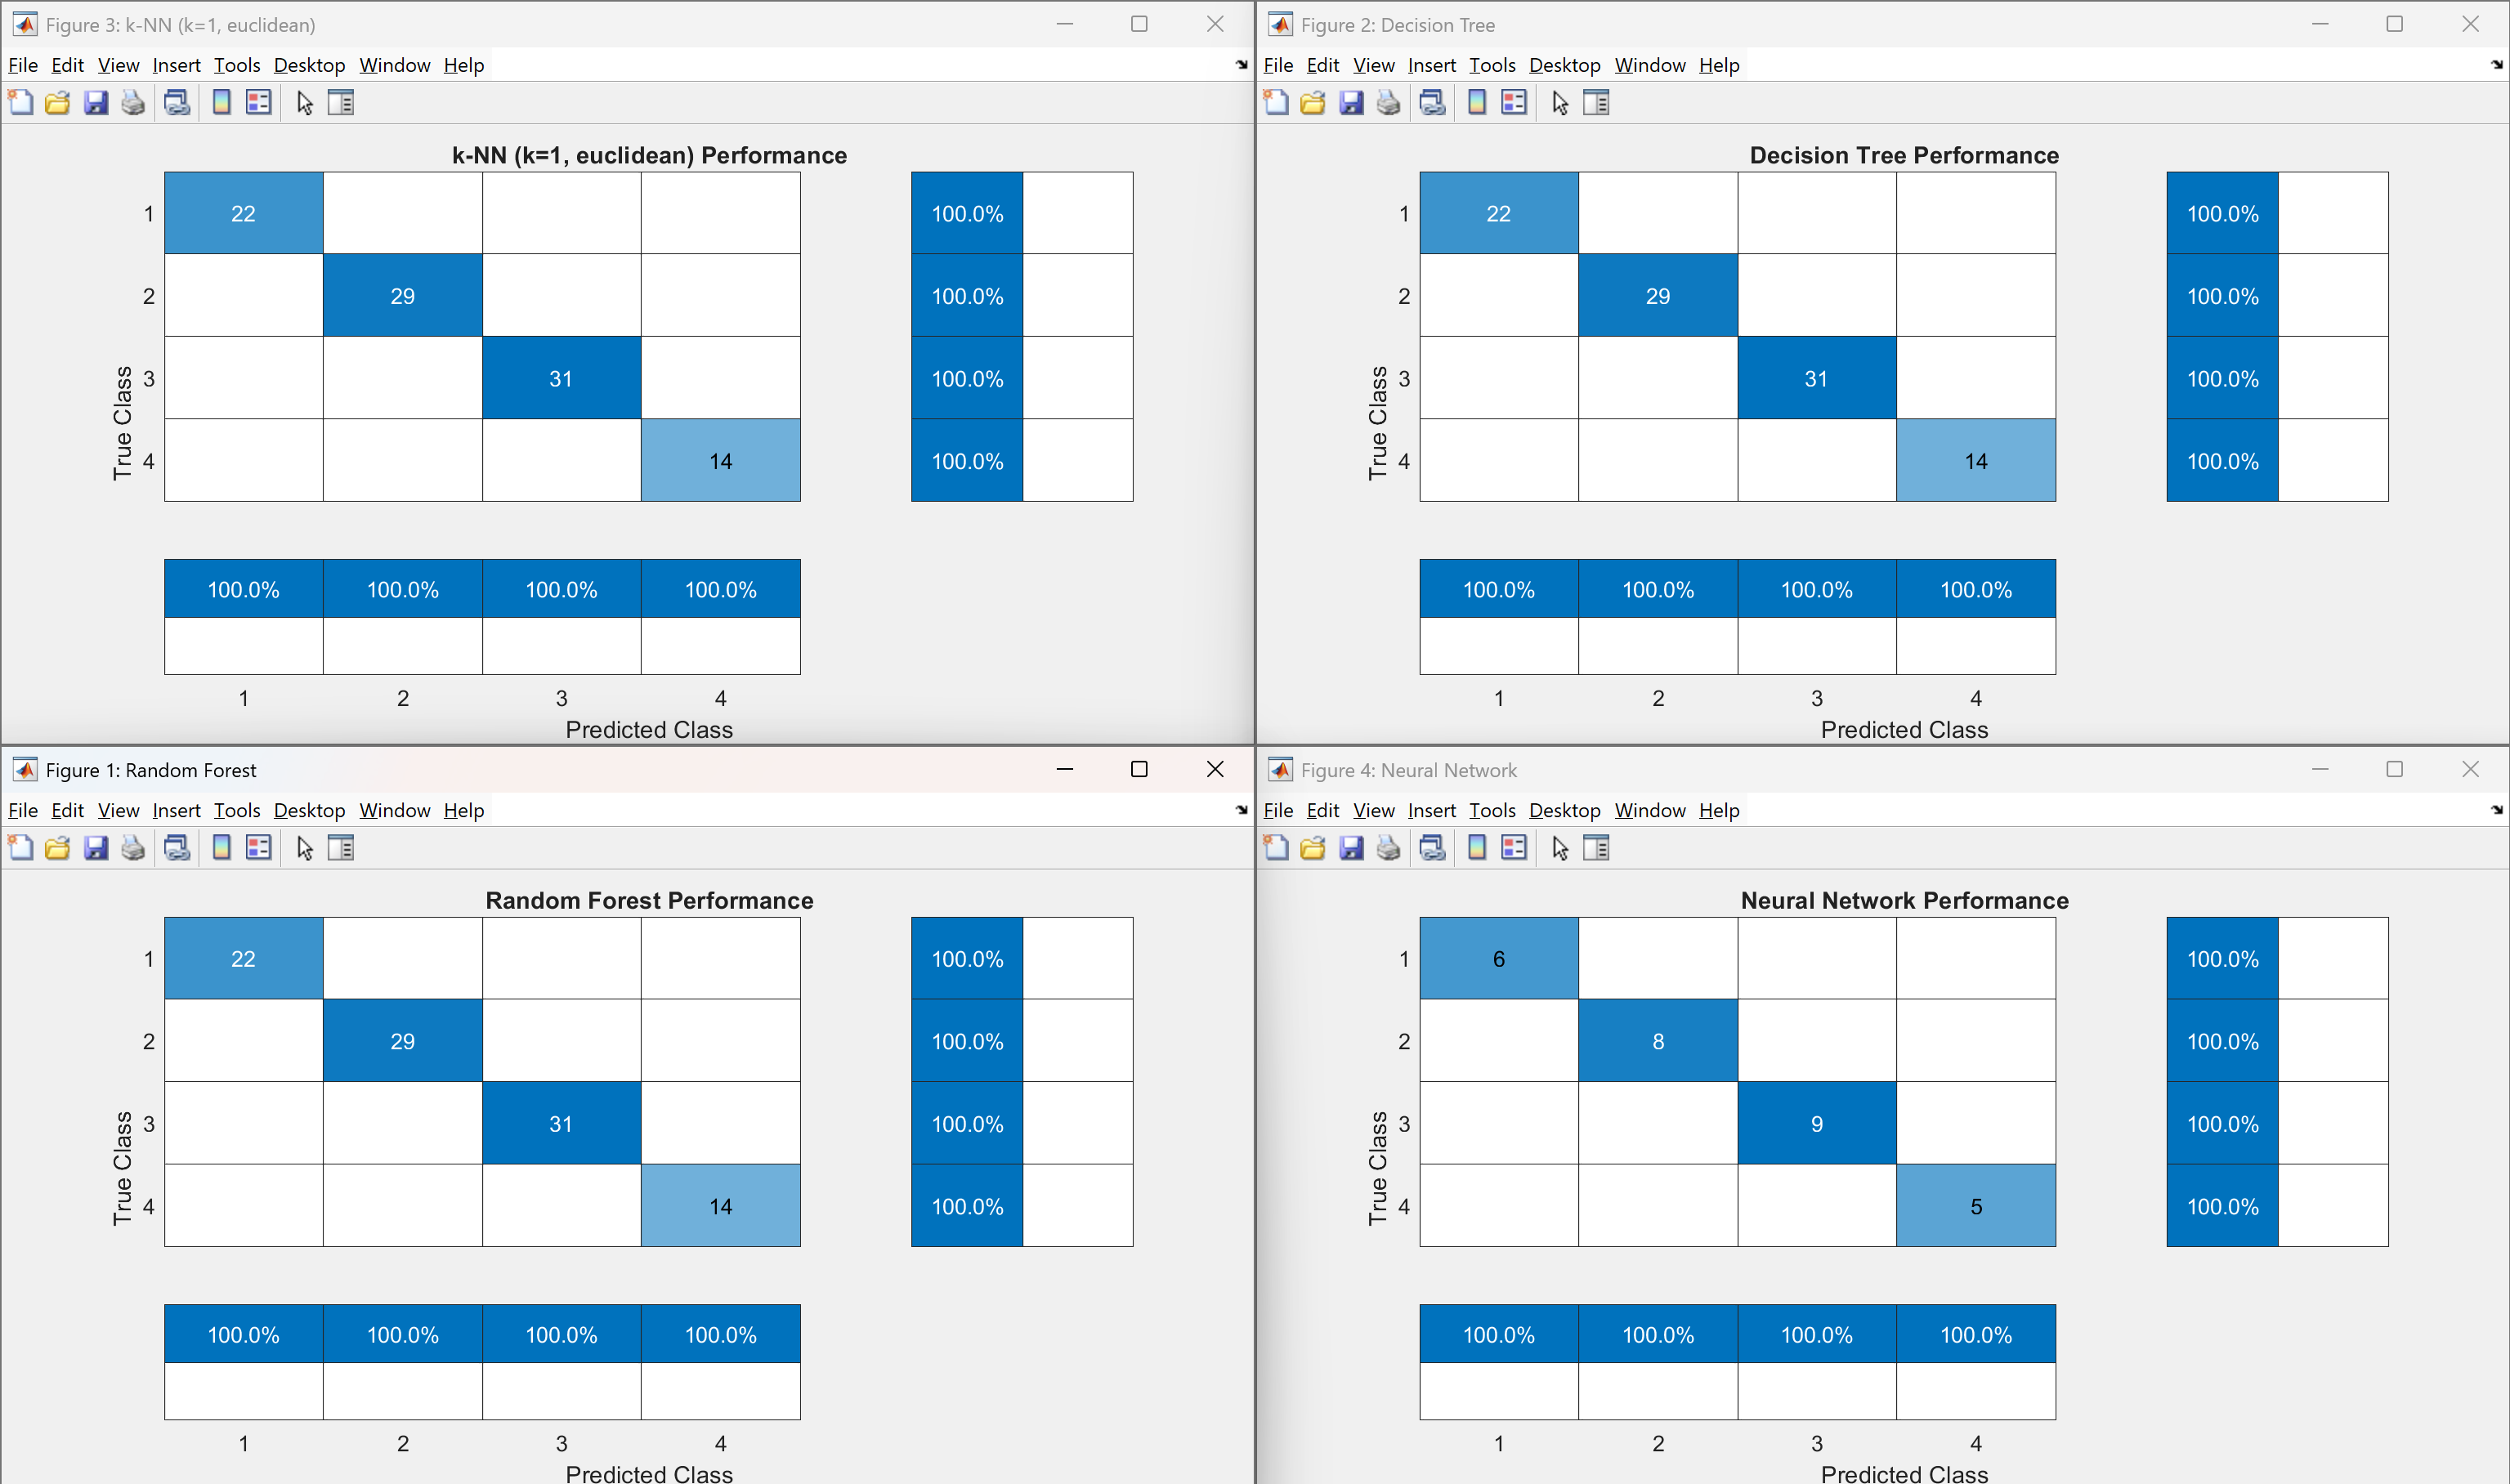 Figure 3: k-NN (k=1, euclidean)
File Edit View Insert Tools Desktop Window Help
k-NN (k=1, euclidean) Performance
1 22 100.0%
2 29 100.0%
3 31 100.0%
4 14 100.0%
True Class
100.0% 100.0% 100.0% 100.0%
1 2 3 4
Predicted Class
Figure 2: Decision Tree
File Edit View Insert Tools Desktop Window Help
Decision Tree Performance
1 22 100.0%
2 29 100.0%
3 31 100.0%
4 14 100.0%
True Class
100.0% 100.0% 100.0% 100.0%
1 2 3 4
Predicted Class
Figure 1: Random Forest
File Edit View Insert Tools Desktop Window Help
Random Forest Performance
1 22 100.0%
2 29 100.0%
3 31 100.0%
4 14 100.0%
True Class
100.0% 100.0% 100.0% 100.0%
1 2 3 4
Predicted Class
Figure 4: Neural Network
File Edit View Insert Tools Desktop Window Help
Neural Network Performance
1 6 100.0%
2 8 100.0%
3 9 100.0%
4 5 100.0%
True Class
100.0% 100.0% 100.0% 100.0%
1 2 3 4
Predicted Class